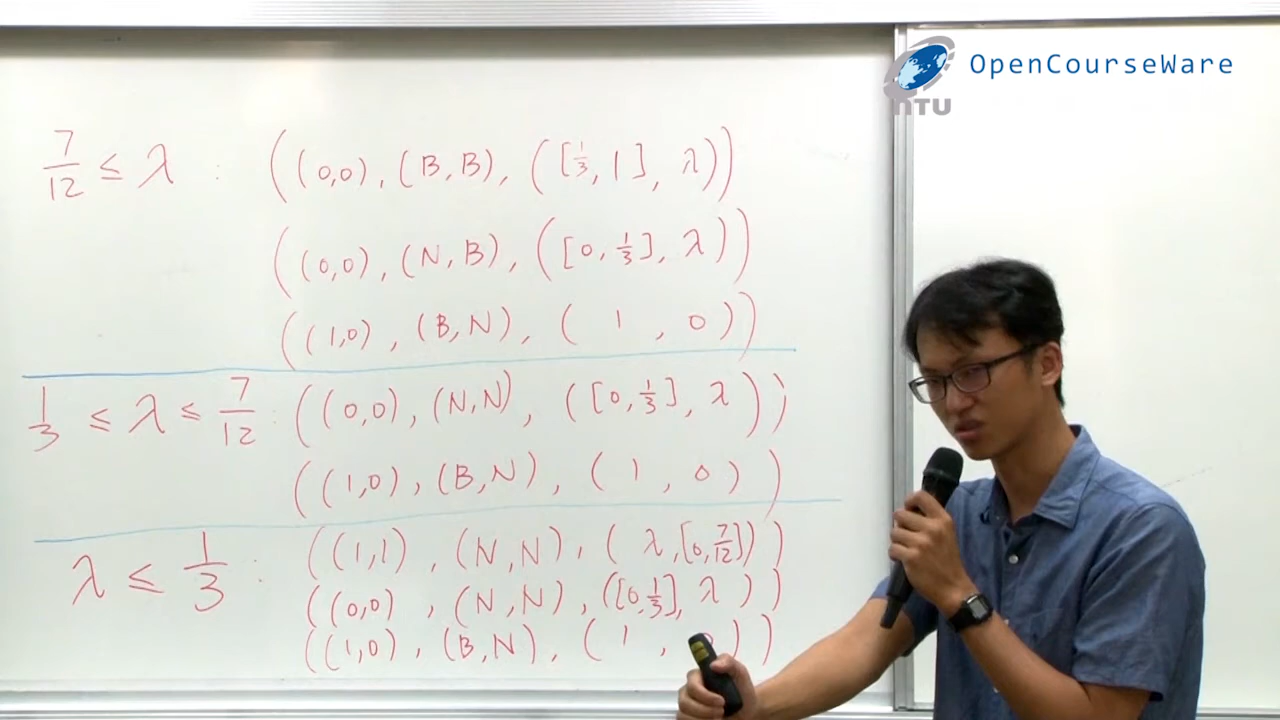 OpenCourseWare
NTU
7/12 ≤ λ : ((0,0), (B,B), ([1/3, 1], λ))
((0,0), (N,B), ([0, 1/3], λ))
((1,0), (B,N), ( 1 , 0))
1/3 ≤ λ ≤ 7/12 : ((0,0), (N,N), ([0, 1/3], λ))
((1,0), (B,N), ( 1 , 0))
λ ≤ 1/3 : ((1,1), (N,N), (λ, [0, 7/12]))
((0,0), (N,N), ([0, 1/3], λ))
((1,0), (B,N), ( 1 , ))